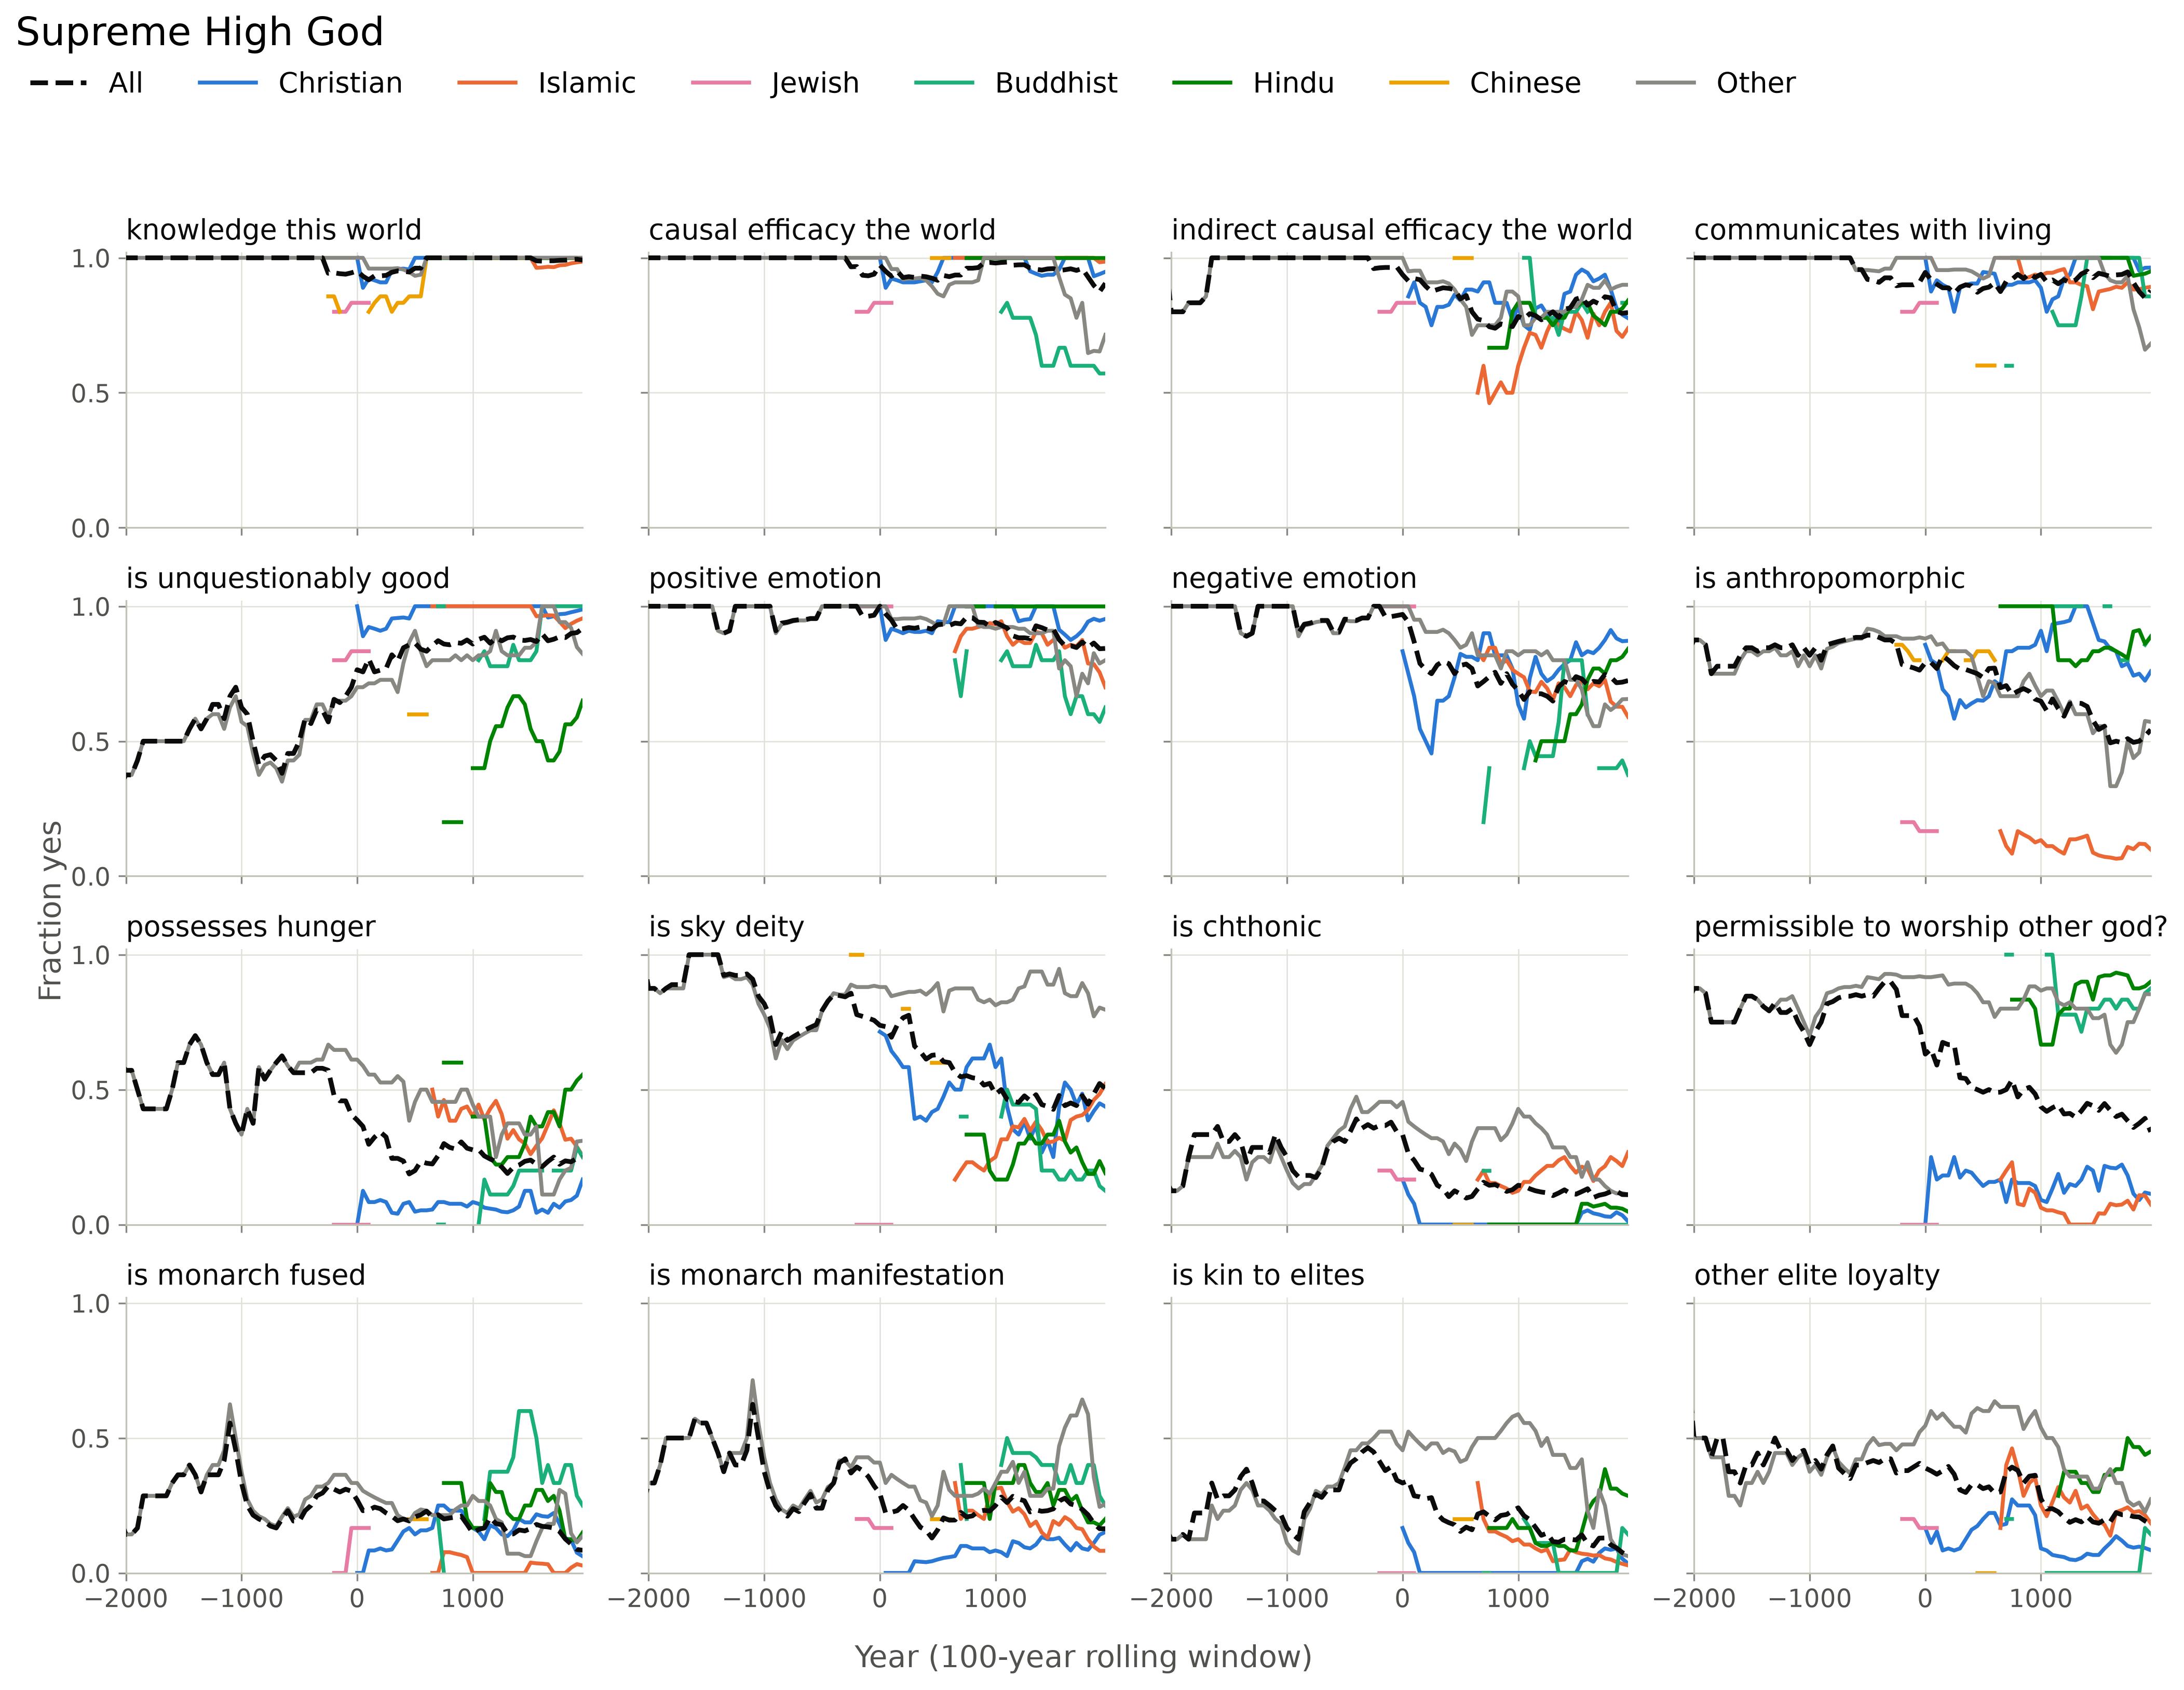 Supreme High God
All Christian Islamic Jewish Buddhist Hindu Chinese Other
knowledge this world causal efficacy the world indirect causal efficacy the world communicates with living
1.0
0.5
0.0
is unquestionably good positive emotion negative emotion is anthropomorphic
1.0
0.5
0.0
possesses hunger is sky deity is chthonic permissible to worship other god?
1.0
0.5
0.0
is monarch fused is monarch manifestation is kin to elites other elite loyalty
1.0
0.5
0.0
−2000 −1000 0 1000 −2000 −1000 0 1000 −2000 −1000 0 1000 −2000 −1000 0 1000
Fraction yes
Year (100-year rolling window)